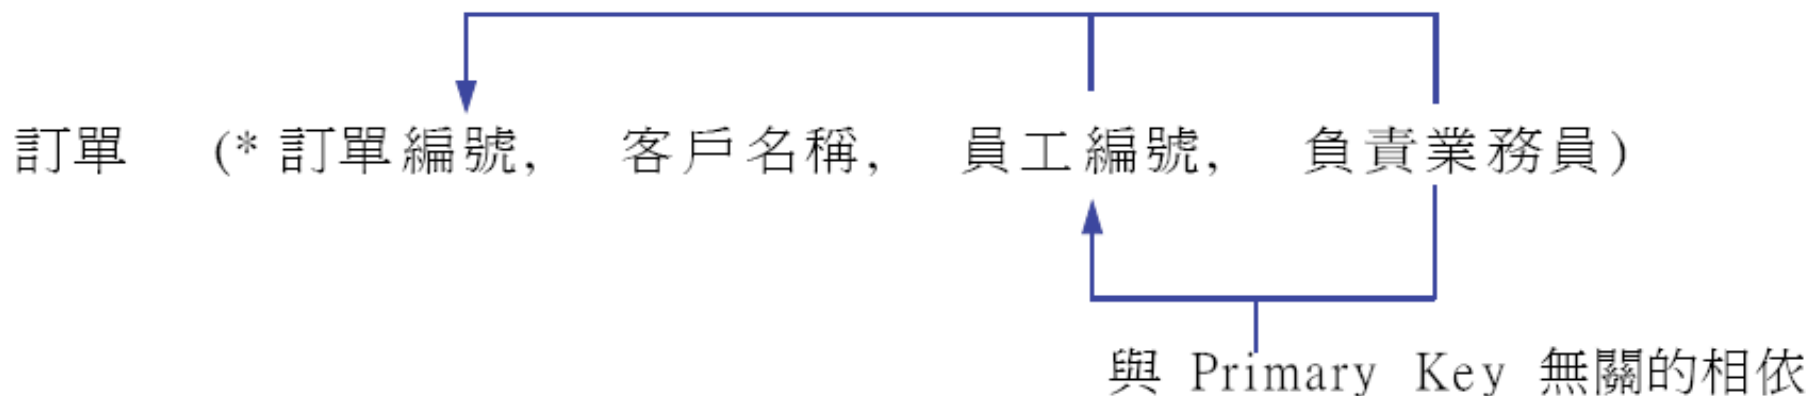 訂單 (*訂單編號, 客戶名稱, 員工編號, 負責業務員)
與 Primary Key 無關的相依